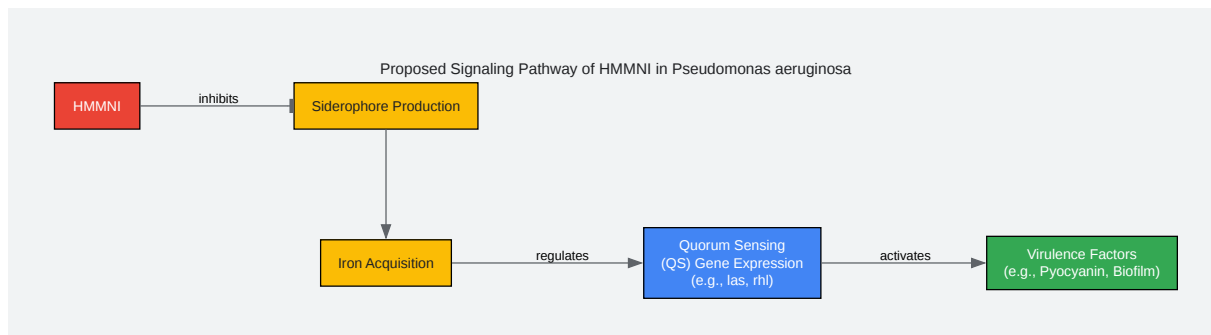 Proposed Signaling Pathway of HMMNI in Pseudomonas aeruginosa
HMMNI
inhibits
Siderophore Production
Iron Acquisition
regulates
Quorum Sensing
(QS) Gene Expression
(e.g., las, rhl)
activates
Virulence Factors
(e.g., Pyocyanin, Biofilm)